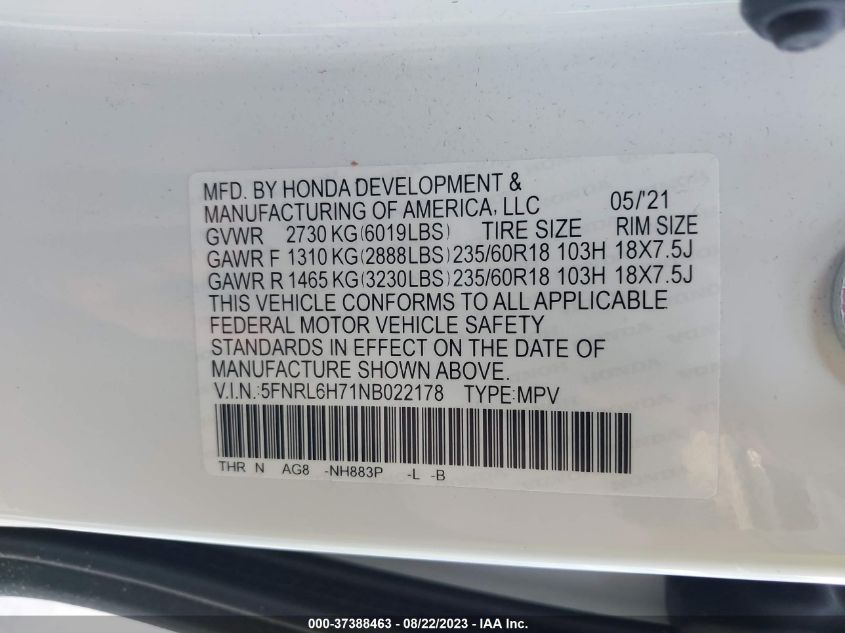 MFD. BY HONDA DEVELOPMENT &
MANUFACTURING OF AMERICA, LLC 05/'21
GVWR 2730 KG(6019LBS) TIRE SIZE RIM SIZE
GAWR F 1310 KG(2888LBS) 235/60R18 103H 18X7.5J
GAWR R 1465 KG(3230LBS) 235/60R18 103H 18X7.5J
THIS VEHICLE CONFORMS TO ALL APPLICABLE
FEDERAL MOTOR VEHICLE SAFETY
STANDARDS IN EFFECT ON THE DATE OF
MANUFACTURE SHOWN ABOVE.
V.I.N.:5FNRL6H71NB022178 TYPE:MPV
THR N AG8 -NH883P -L -B
000-37388463 - 08/22/2023 - IAA Inc.